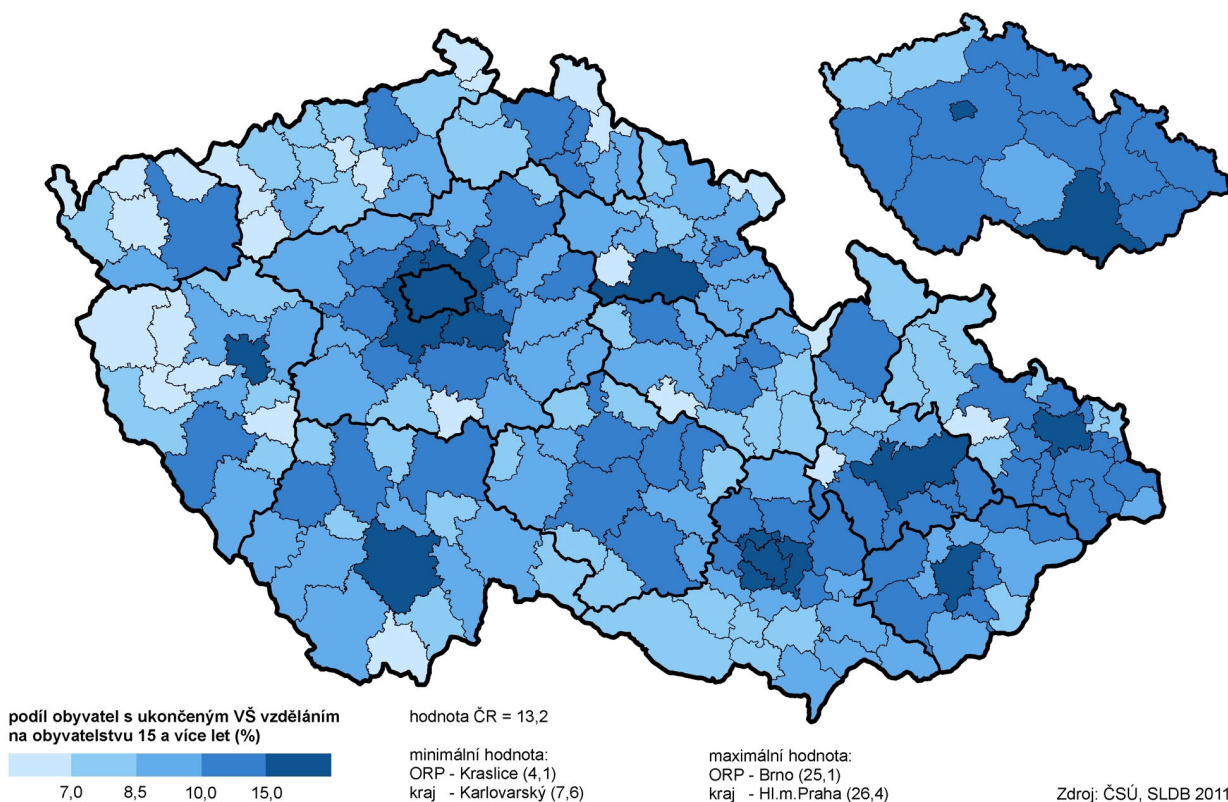 podíl obyvatel s ukončeným VŠ vzděláním
na obyvatelstvu 15 a více let (%)
7,0 8,5 10,0 15,0
hodnota ČR = 13,2
minimální hodnota:
ORP - Kraslice (4,1)
kraj - Karlovarský (7,6)
maximální hodnota:
ORP - Brno (25,1)
kraj - Hl.m.Praha (26,4)
Zdroj: ČSÚ, SLDB 2011